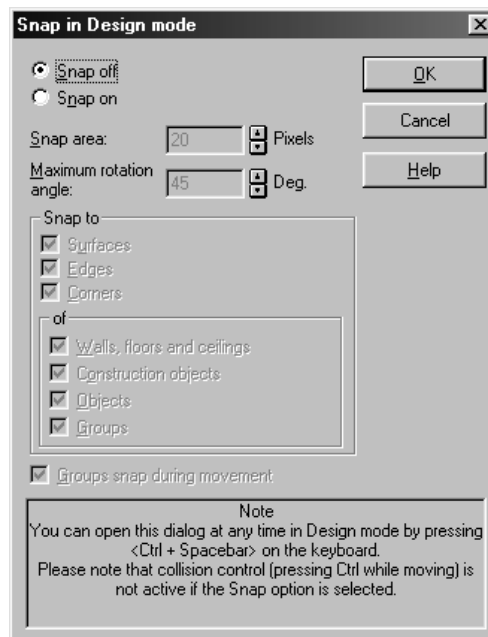 Snap in Design mode
Snap off
Snap on
OK
Cancel
Help
Snap area:
20
Pixels
Maximum rotation
angle:
45
Deg.
Snap to
Surfaces
Edges
Corners
of
Walls, floors and ceilings
Construction objects
Objects
Groups
Groups snap during movement
Note
You can open this dialog at any time in Design mode by pressing
<Ctrl + Spacebar> on the keyboard.
Please note that collision control (pressing Ctrl while moving) is
not active if the Snap option is selected.